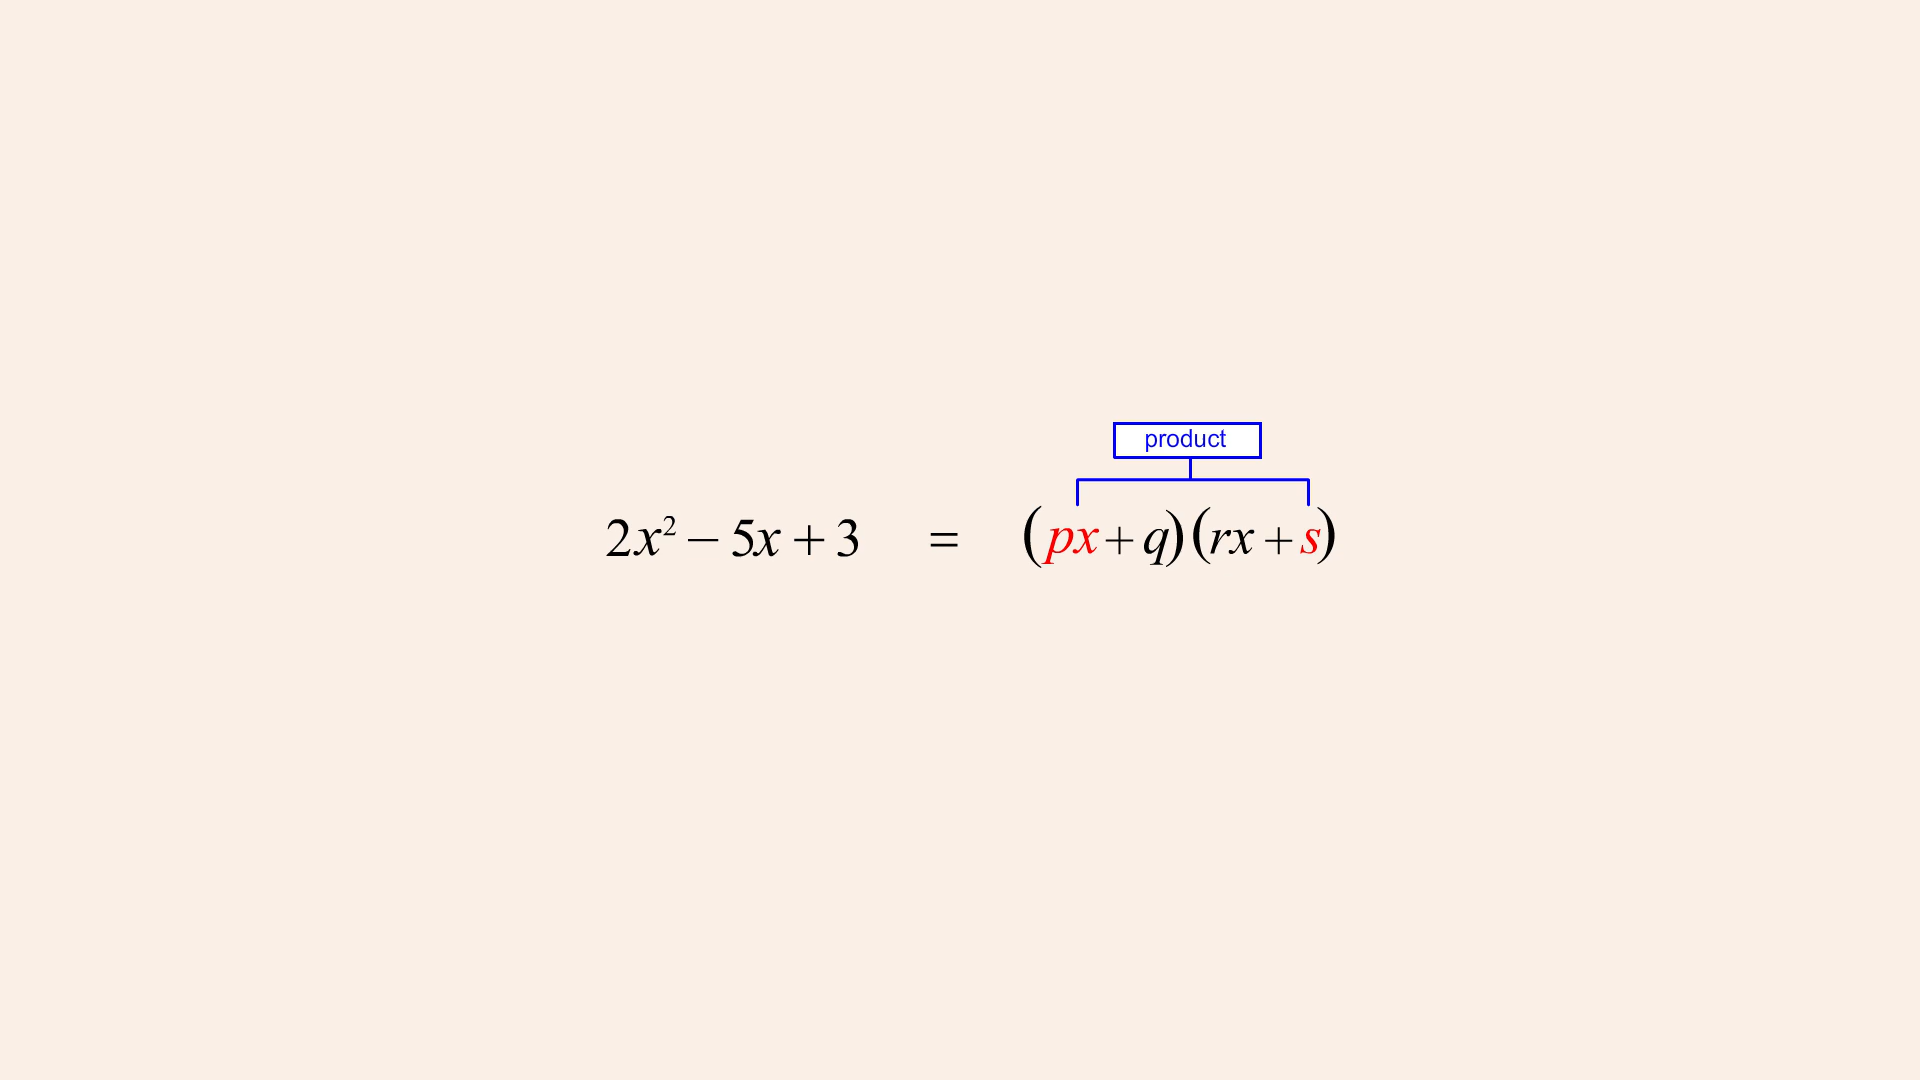 product
2x² − 5x + 3 = (px + q)(rx + s)